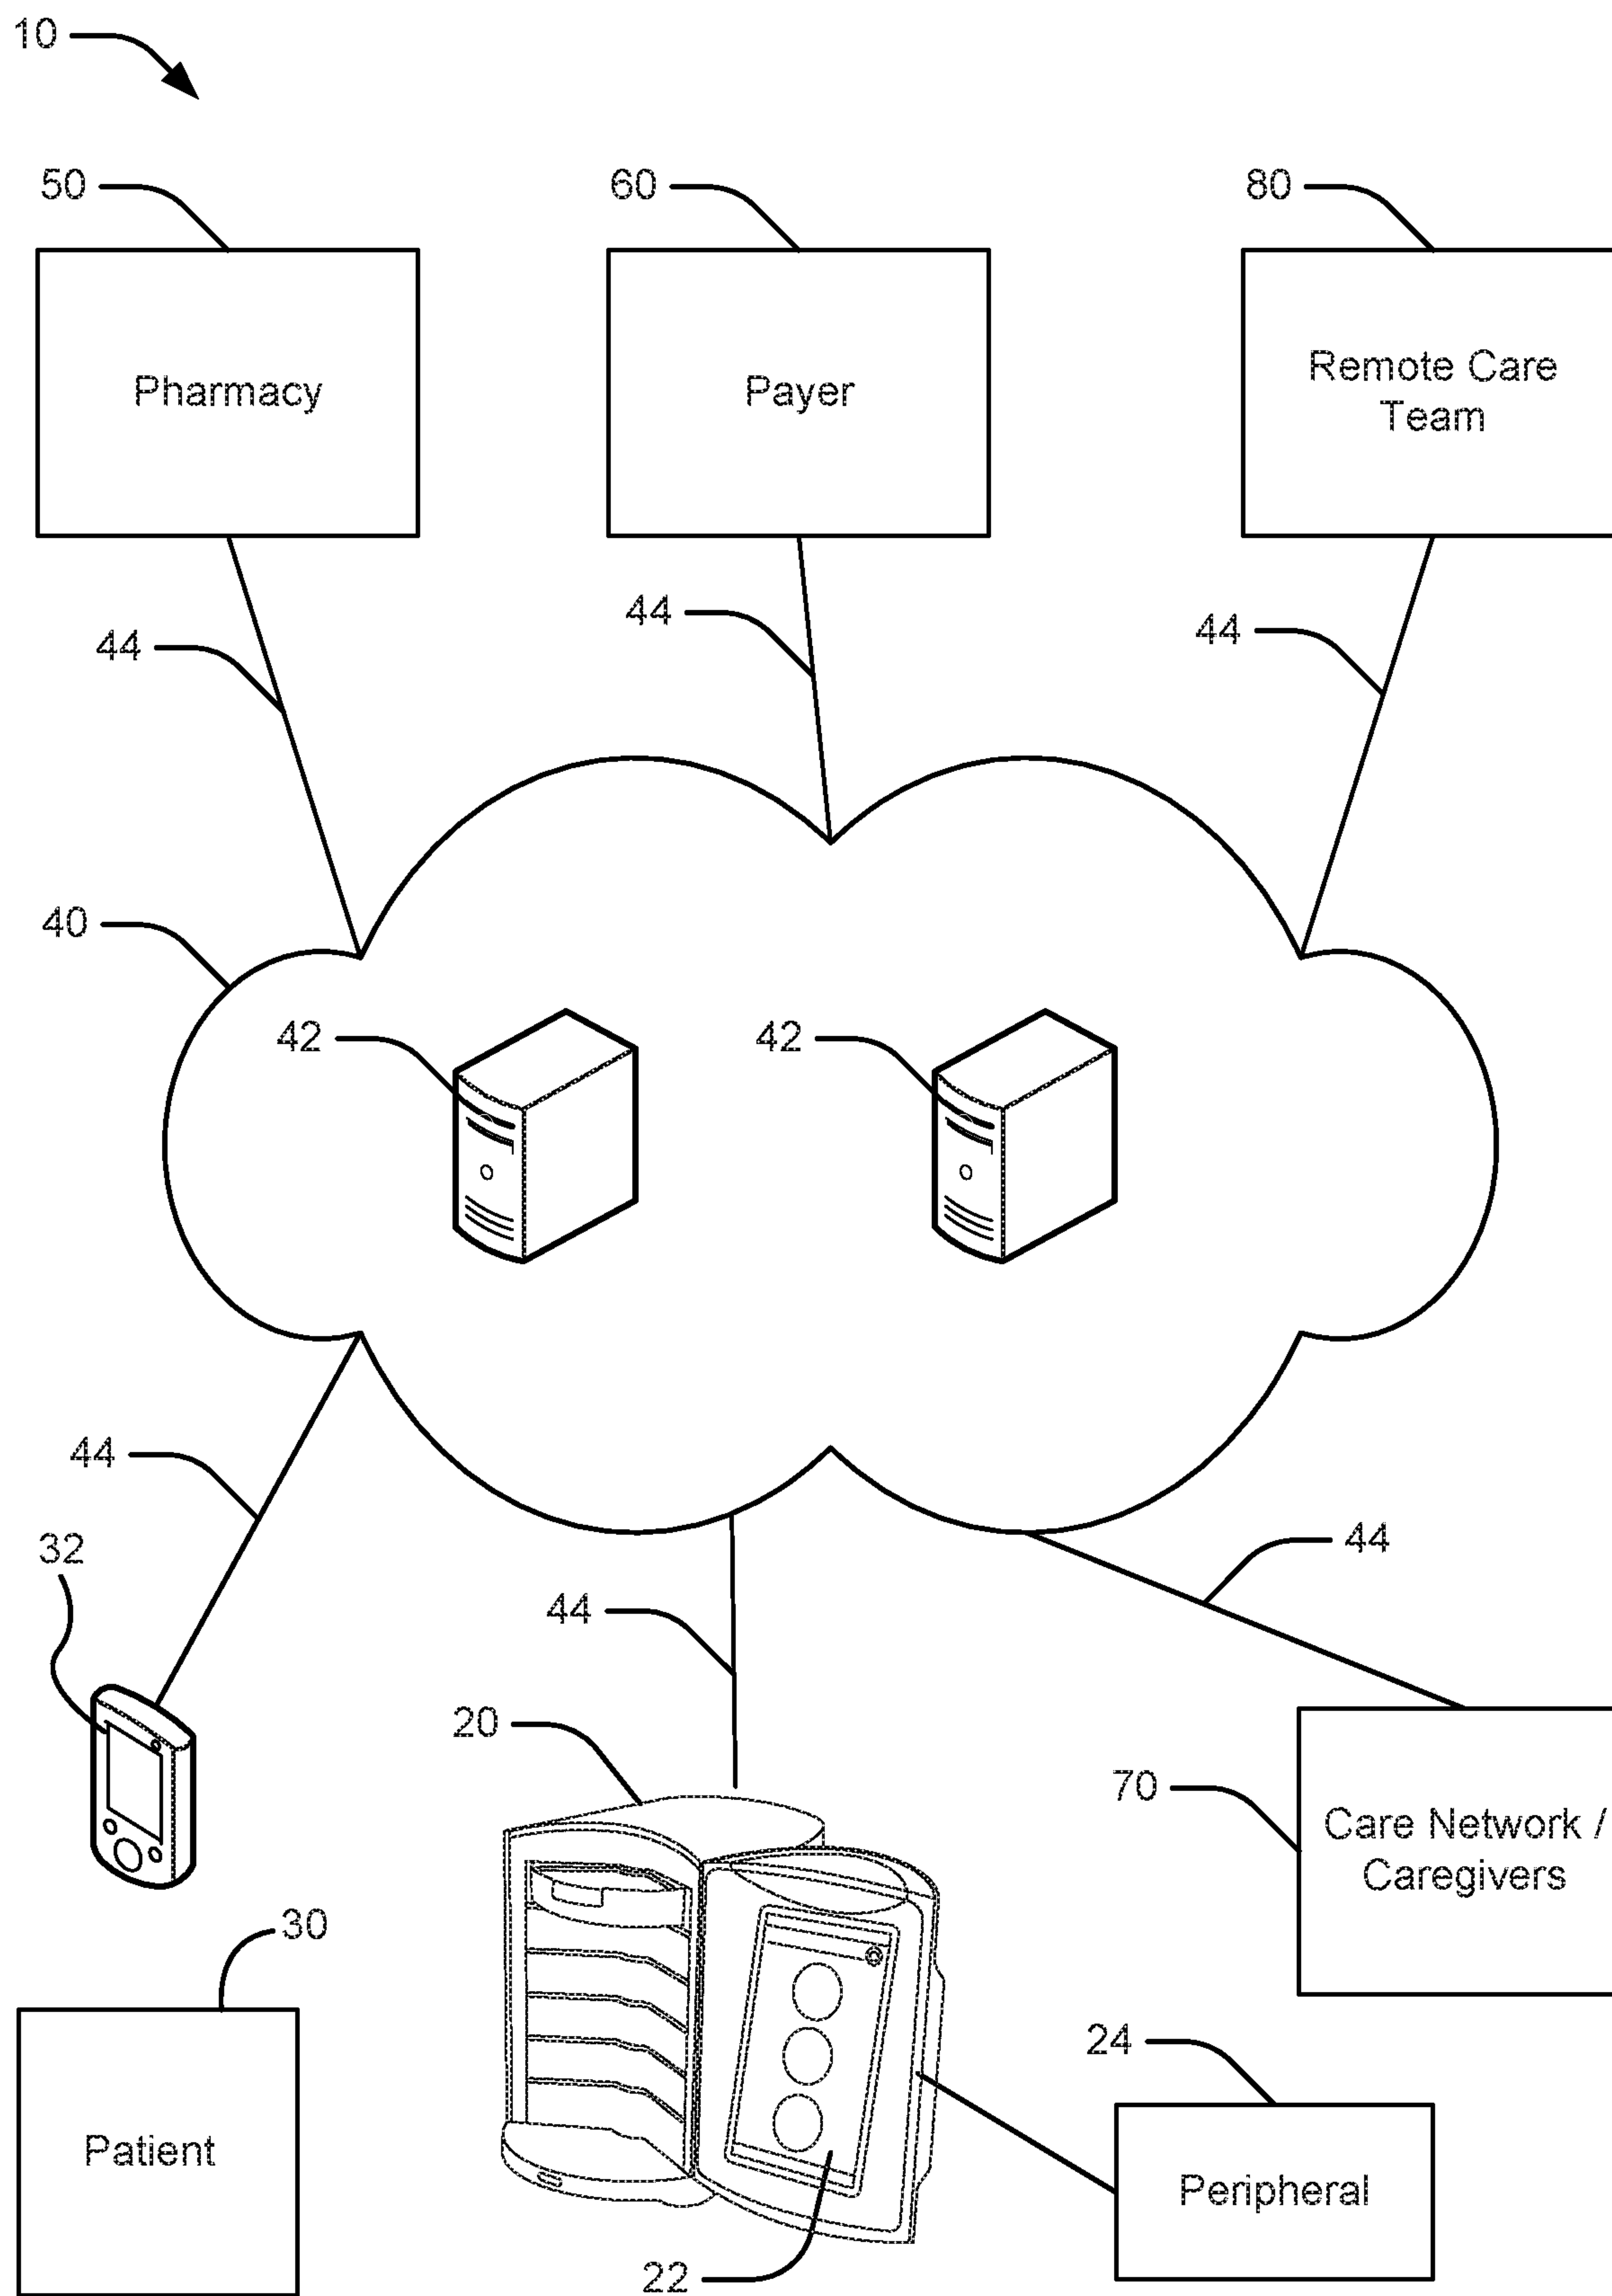 10
50
60
80
Pharmacy
Payer
Remote Care
Team
44
44
44
40
42
42
44
32
44
44
20
70
Care Network /
Caregivers
30
24
Patient
Peripheral
22